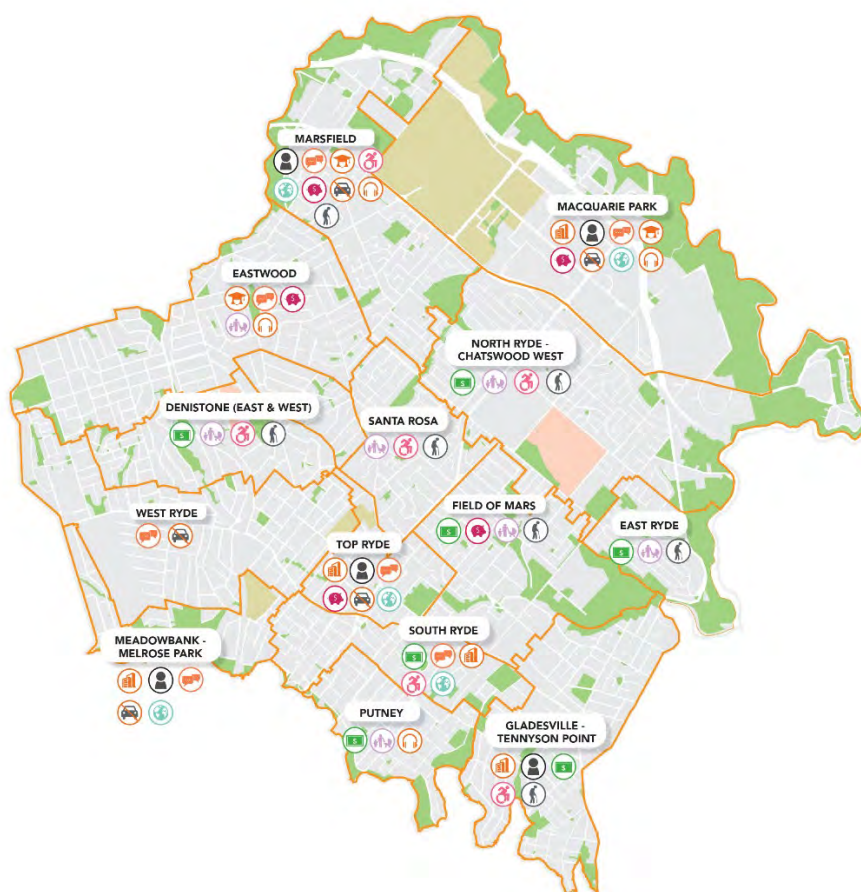 MARSFIELD
MACQUARIE PARK
EASTWOOD
NORTH RYDE -
CHATSWOOD WEST
DENISTONE (EAST & WEST)
SANTA ROSA
WEST RYDE
FIELD OF MARS
EAST RYDE
TOP RYDE
MEADOWBANK -
MELROSE PARK
SOUTH RYDE
PUTNEY
GLADESVILLE -
TENNYSON POINT